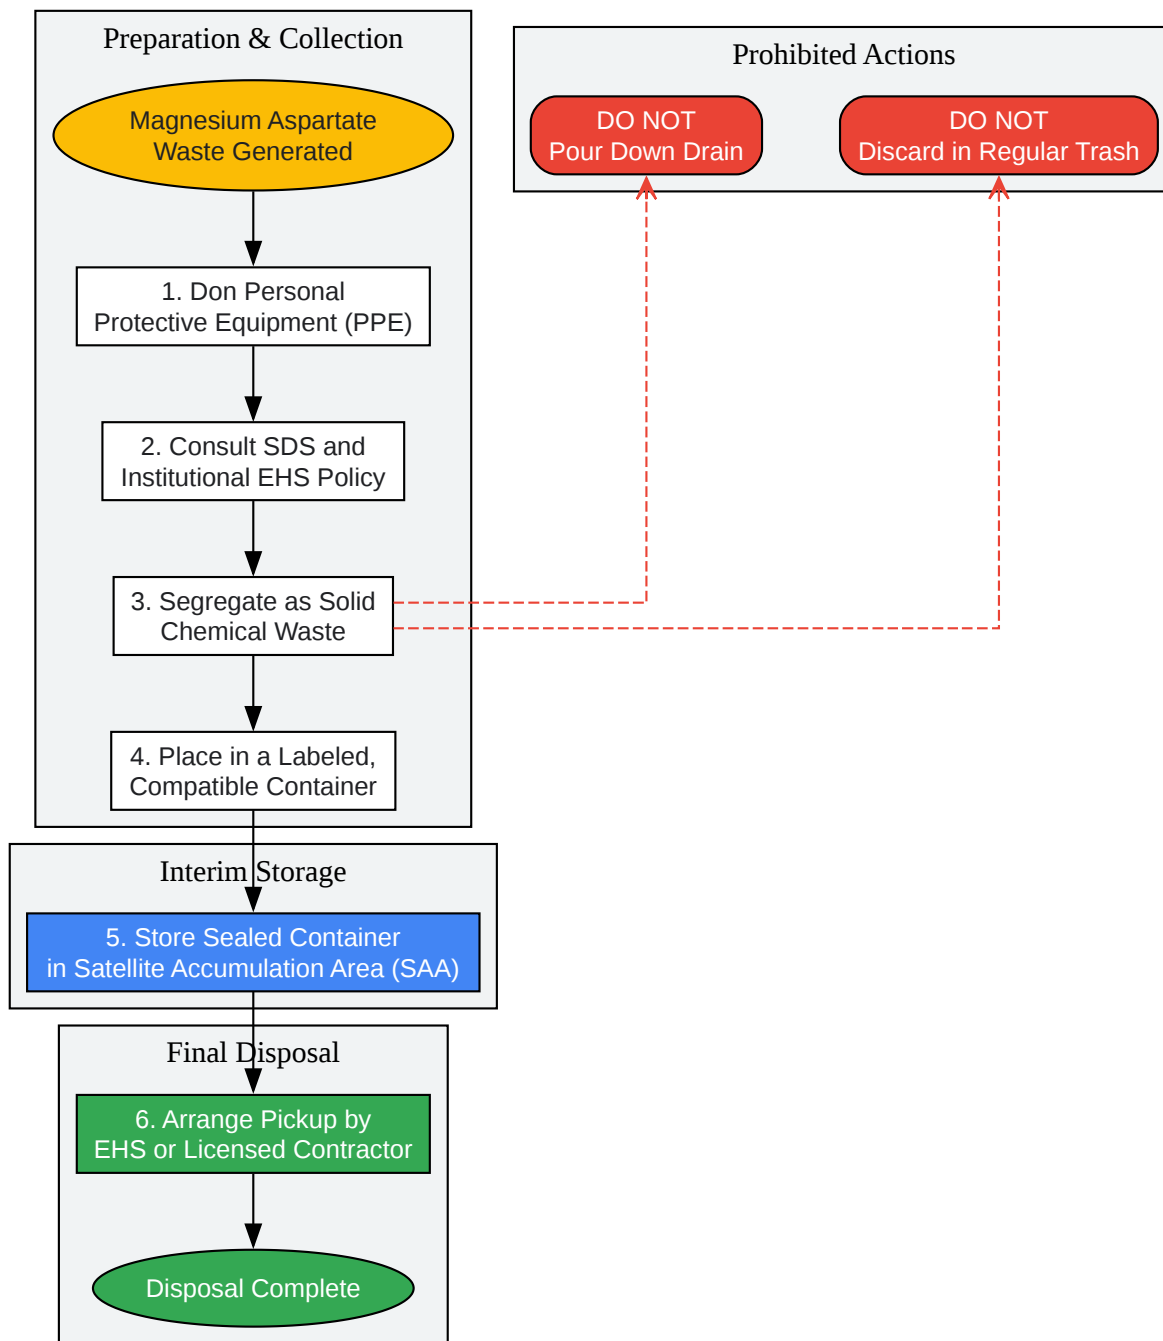 Preparation & Collection
Magnesium Aspartate
Waste Generated
1. Don Personal
Protective Equipment (PPE)
2. Consult SDS and
Institutional EHS Policy
3. Segregate as Solid
Chemical Waste
4. Place in a Labeled,
Compatible Container
Prohibited Actions
DO NOT
Pour Down Drain
DO NOT
Discard in Regular Trash
Interim Storage
5. Store Sealed Container
in Satellite Accumulation Area (SAA)
Final Disposal
6. Arrange Pickup by
EHS or Licensed Contractor
Disposal Complete